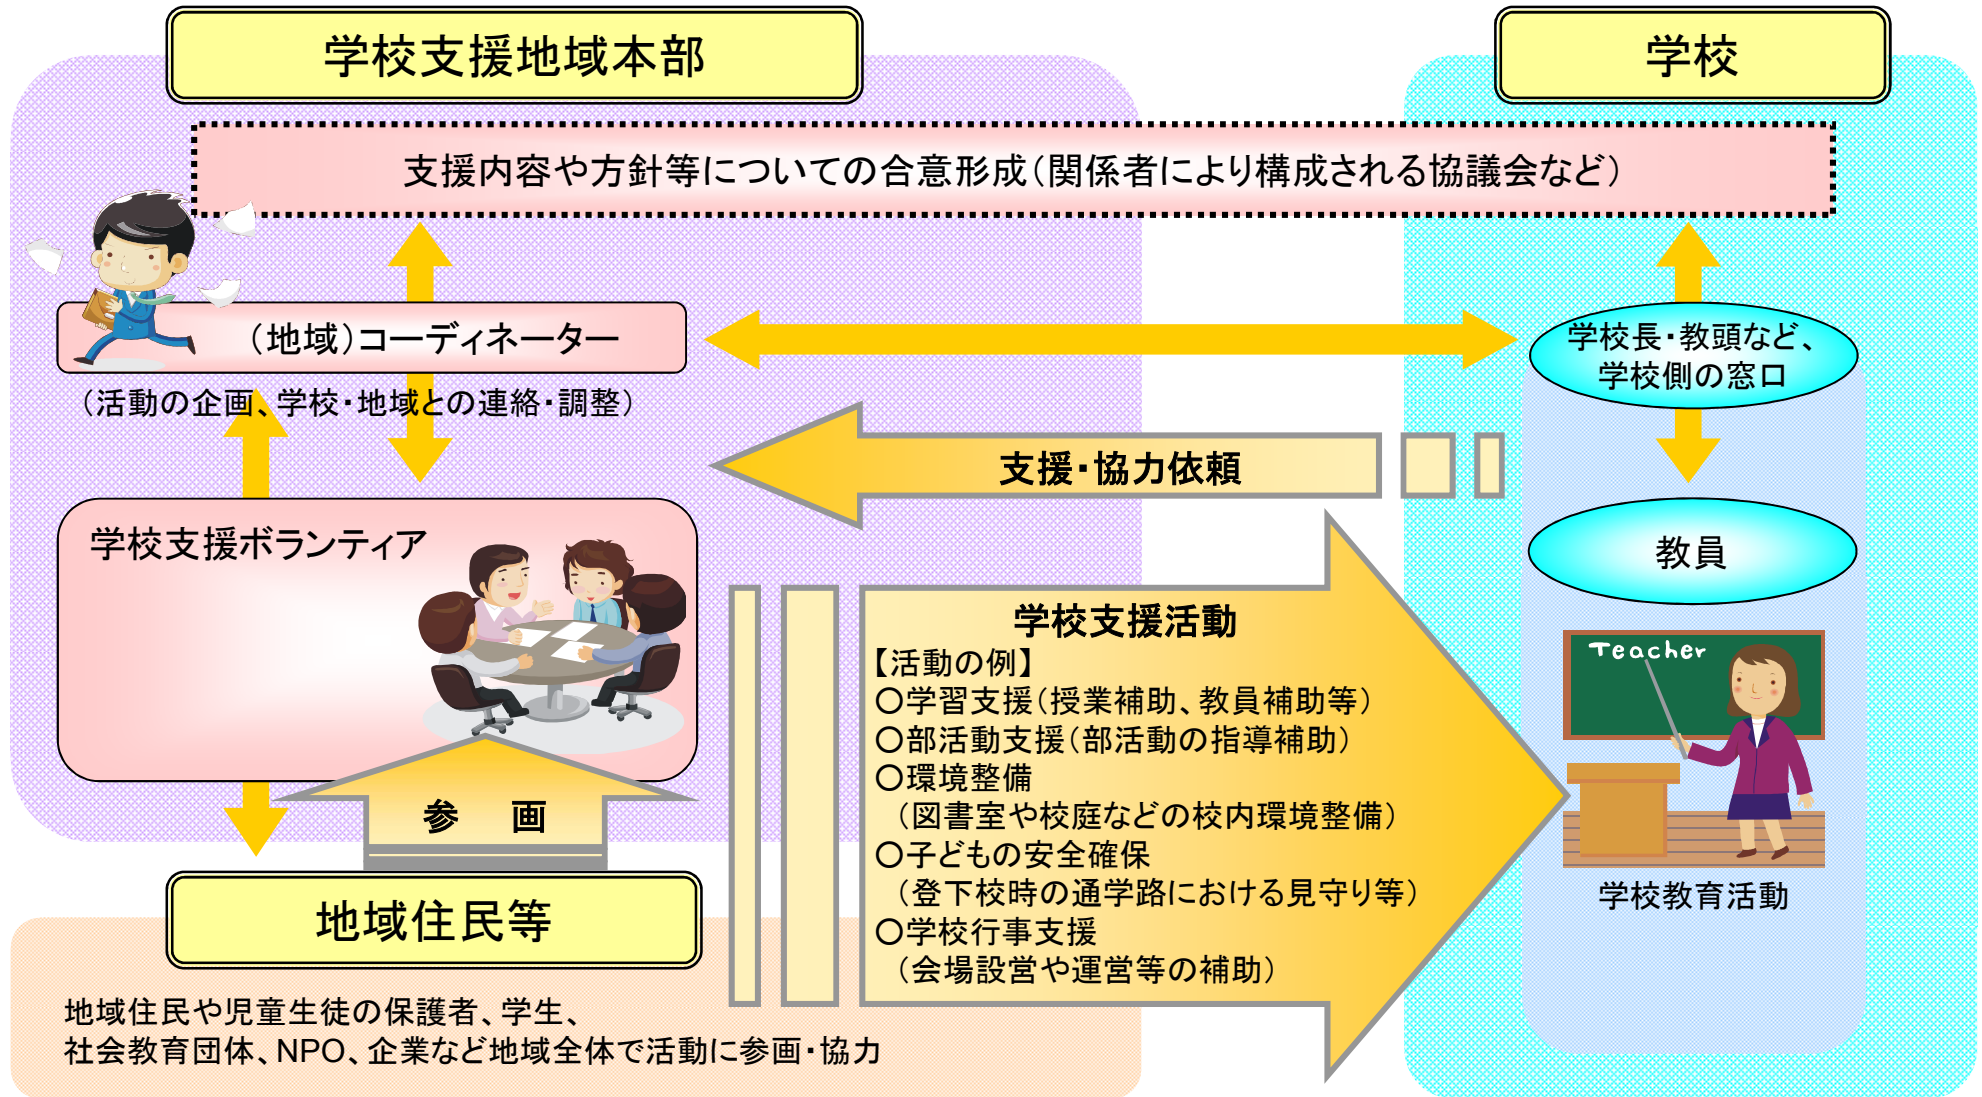 学校支援地域本部
学校
支援内容や方針等についての合意形成（関係者により構成される協議会など）
（地域）コーディネーター
（活動の企画、学校・地域との連絡・調整）
学校長・教頭など、
学校側の窓口
支援・協力依頼
学校支援ボランティア
教員
学校支援活動
【活動の例】
○学習支援（授業補助、教員補助等）
○部活動支援（部活動の指導補助）
○環境整備
（図書室や校庭などの校内環境整備）
○子どもの安全確保
（登下校時の通学路における見守り等）
○学校行事支援
（会場設営や運営等の補助）
Teacher
学校教育活動
参　画
地域住民等
地域住民や児童生徒の保護者、学生、
社会教育団体、NPO、企業など地域全体で活動に参画・協力